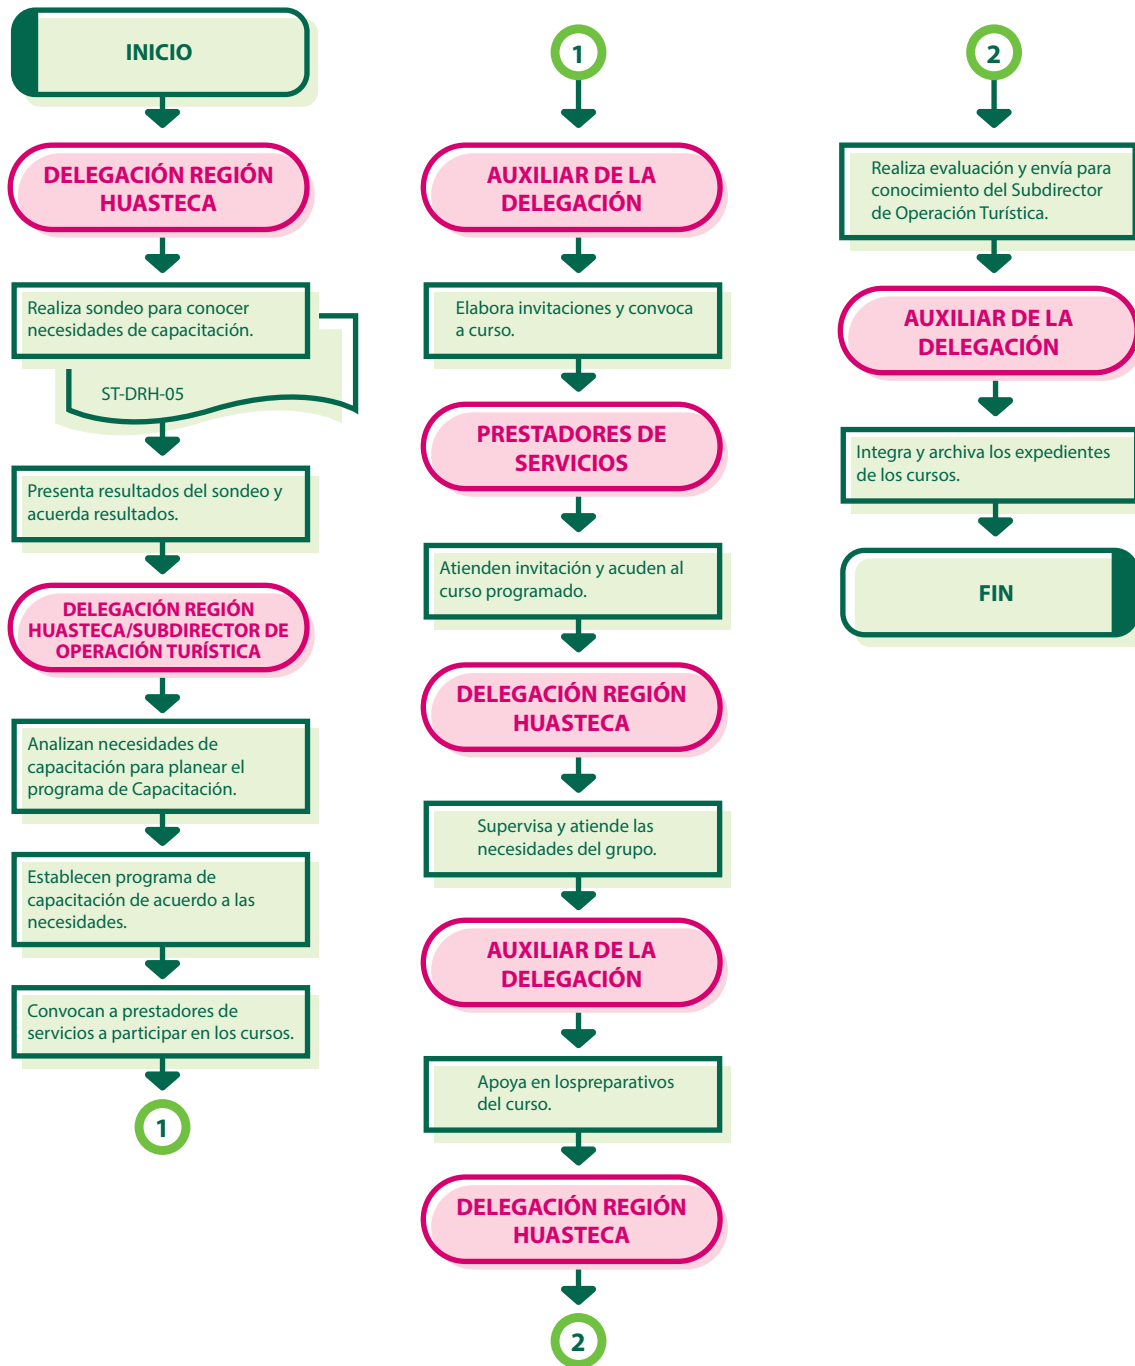 INICIO
DELEGACIÓN REGIÓN
HUASTECA
Realiza sondeo para conocer
necesidades de capacitación.
ST-DRH-05
Presenta resultados del sondeo y
acuerda resultados.
DELEGACIÓN REGIÓN
HUASTECA/SUBDIRECTOR DE
OPERACIÓN TURÍSTICA
Analizan necesidades de
capacitación para planear el
programa de Capacitación.
Establecen programa de
capacitación de acuerdo a las
necesidades.
Convocan a prestadores de
servicios a participar en los cursos.
1
1
AUXILIAR DE LA
DELEGACIÓN
Elabora invitaciones y convoca
a curso.
PRESTADORES DE
SERVICIOS
Atienden invitación y acuden al
curso programado.
DELEGACIÓN REGIÓN
HUASTECA
Supervisa y atiende las
necesidades del grupo.
AUXILIAR DE LA
DELEGACIÓN
Apoya en lospreparativos
del curso.
DELEGACIÓN REGIÓN
HUASTECA
2
2
Realiza evaluación y envía para
conocimiento del Subdirector
de Operación Turística.
AUXILIAR DE LA
DELEGACIÓN
Integra y archiva los expedientes
de los cursos.
FIN